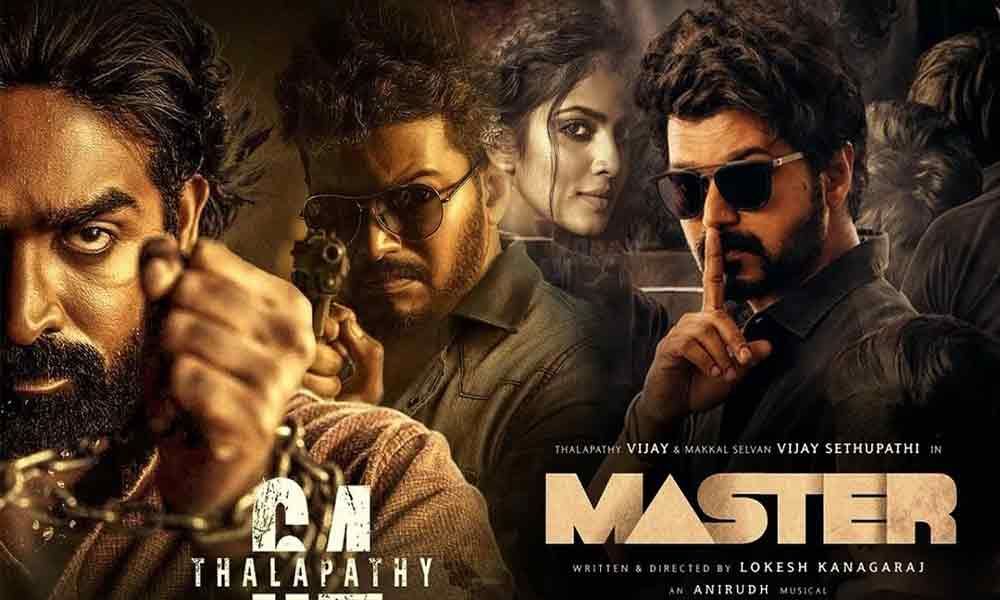 THALAPATHY
THALAPATHY VIJAY & MAKKAL SELVAN VIJAY SETHUPATHI IN
MASTER
WRITTEN & DIRECTED BY LOKESH KANAGARAJ
AN ANIRUDH MUSICAL